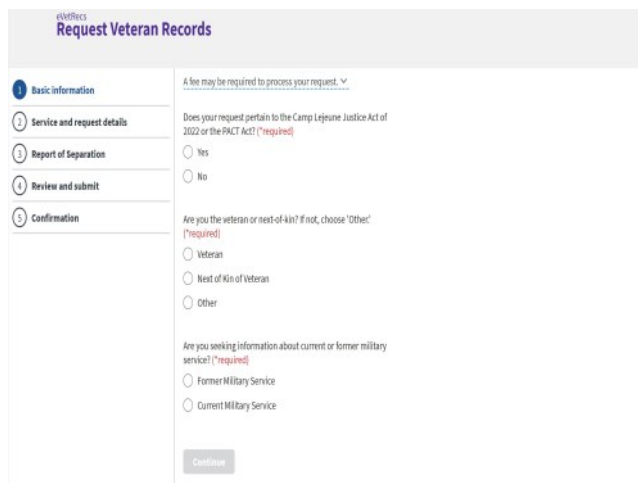 eVetRecs
Request Veteran Records
1 Basic information
2 Service and request details
3 Report of Separation
4 Review and submit
5 Confirmation
A fee may be required to process your request.
Does your request pertain to the Camp Lejeune Justice Act of
2022 or the PACT Act? (*required)
Yes
No
Are you the veteran or next-of-kin? If not, choose 'Other.'
(*required)
Veteran
Next of Kin of Veteran
Other
Are you seeking information about current or former military
service? (*required)
Former Military Service
Current Military Service
Continue